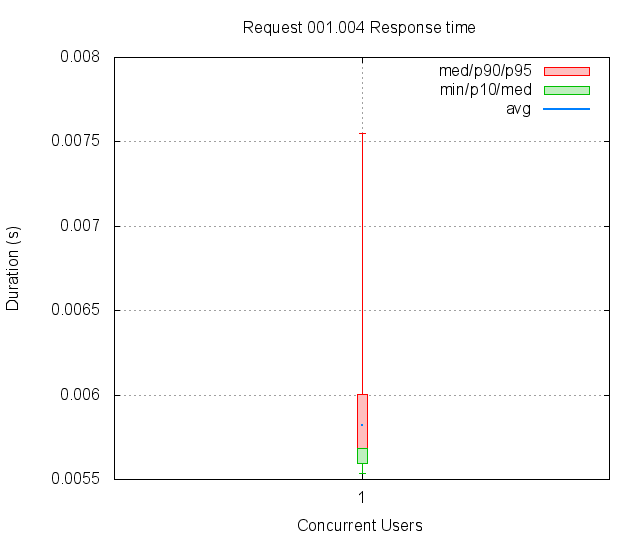 Request 001.004 Response time
0.008
0.0075
0.007
0.0065
0.006
0.0055
Duration (s)
med/p90/p95
min/p10/med
avg
1
Concurrent Users